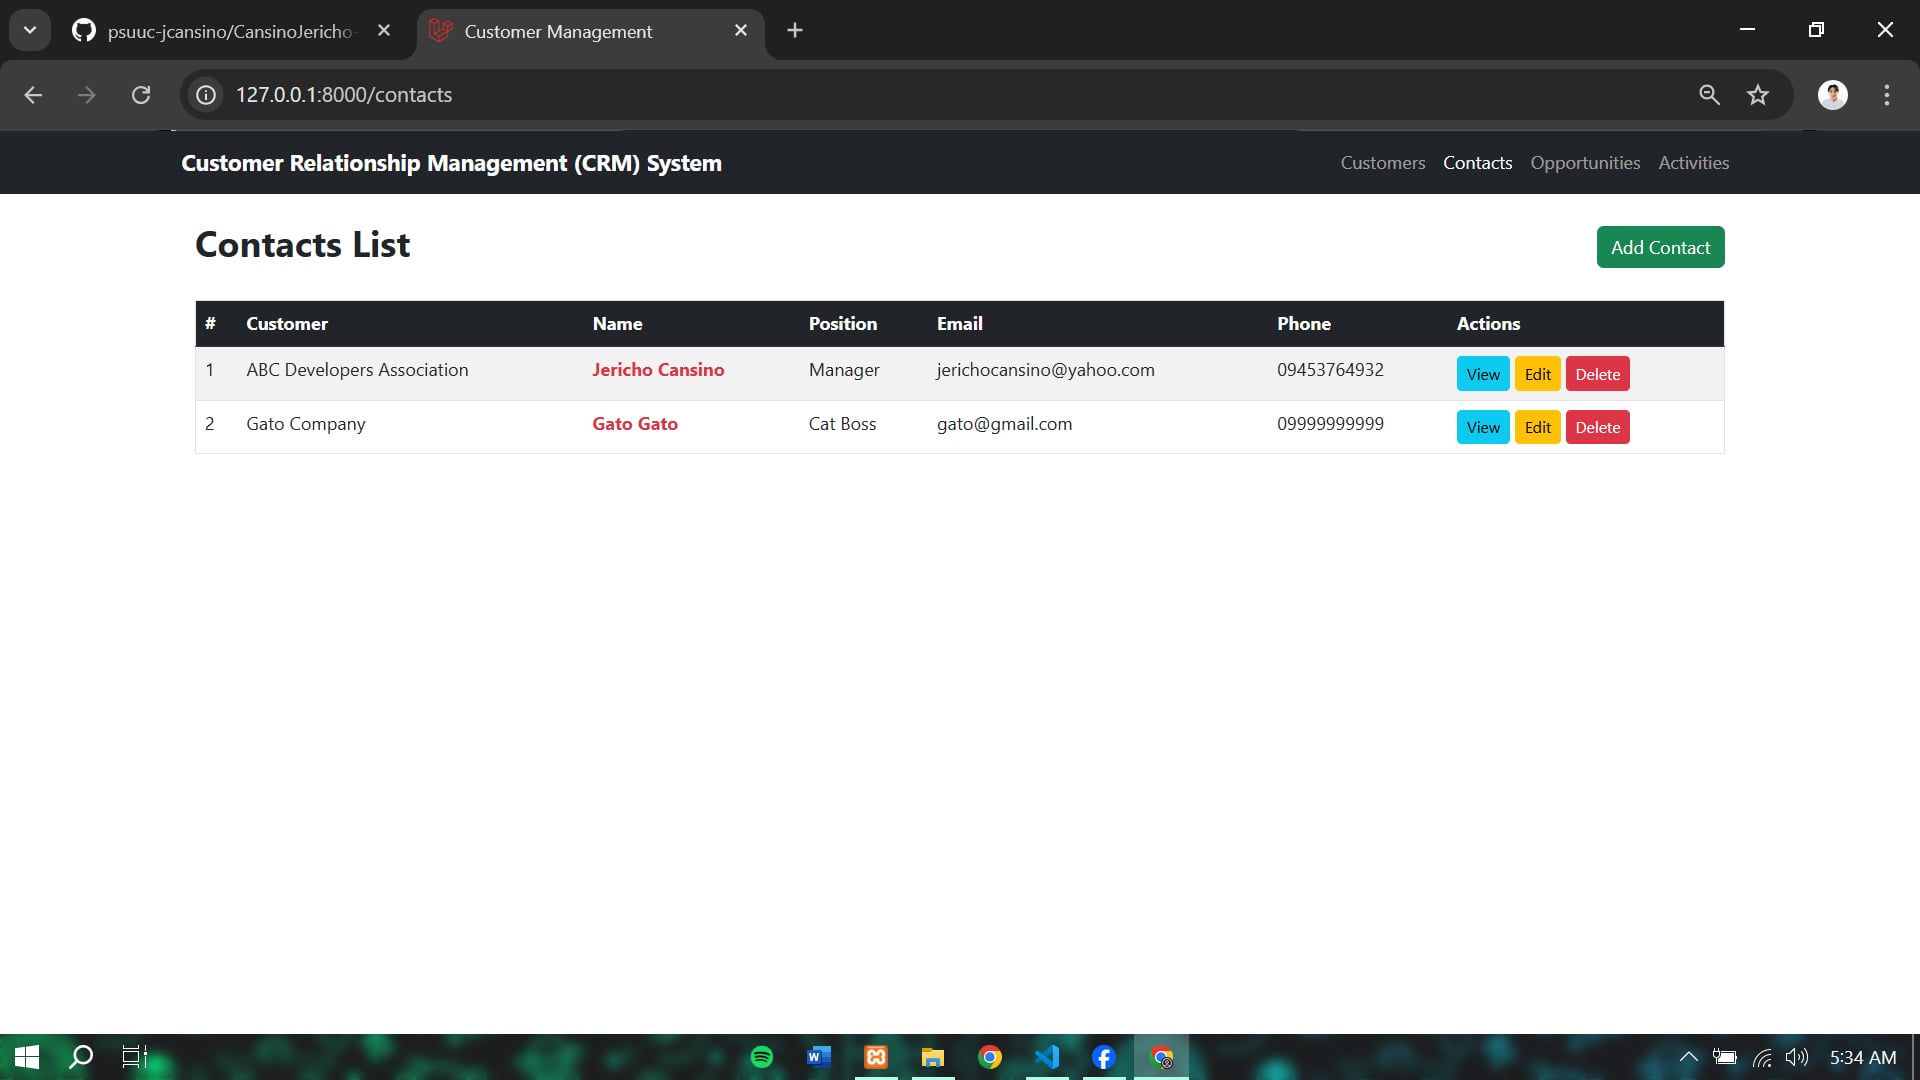 psuuc-jcansino/CansinoJericho-
Customer Management
127.0.0.1:8000/contacts
Customer Relationship Management (CRM) System
Customers Contacts Opportunities Activities
Contacts List
Add Contact
# Customer Name Position Email Phone Actions
1 ABC Developers Association Jericho Cansino Manager jerichocansino@yahoo.com 09453764932 View Edit Delete
2 Gato Company Gato Gato Cat Boss gato@gmail.com 09999999999 View Edit Delete
5:34 AM